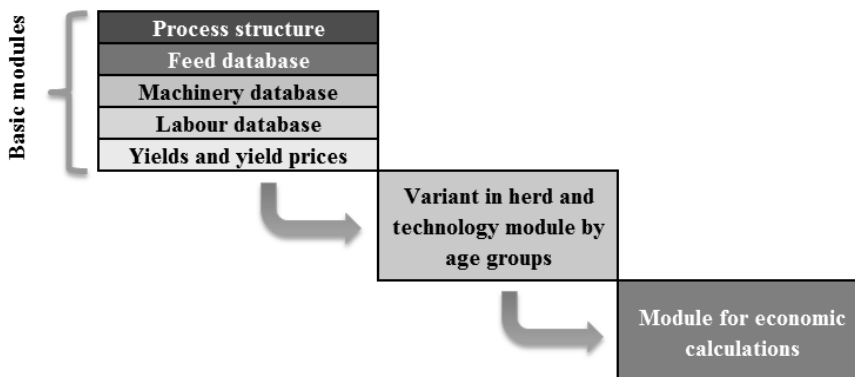 Basic modules
Process structure
Feed database
Machinery database
Labour database
Yields and yield prices
Variant in herd and
technology module by
age groups
Module for economic
calculations